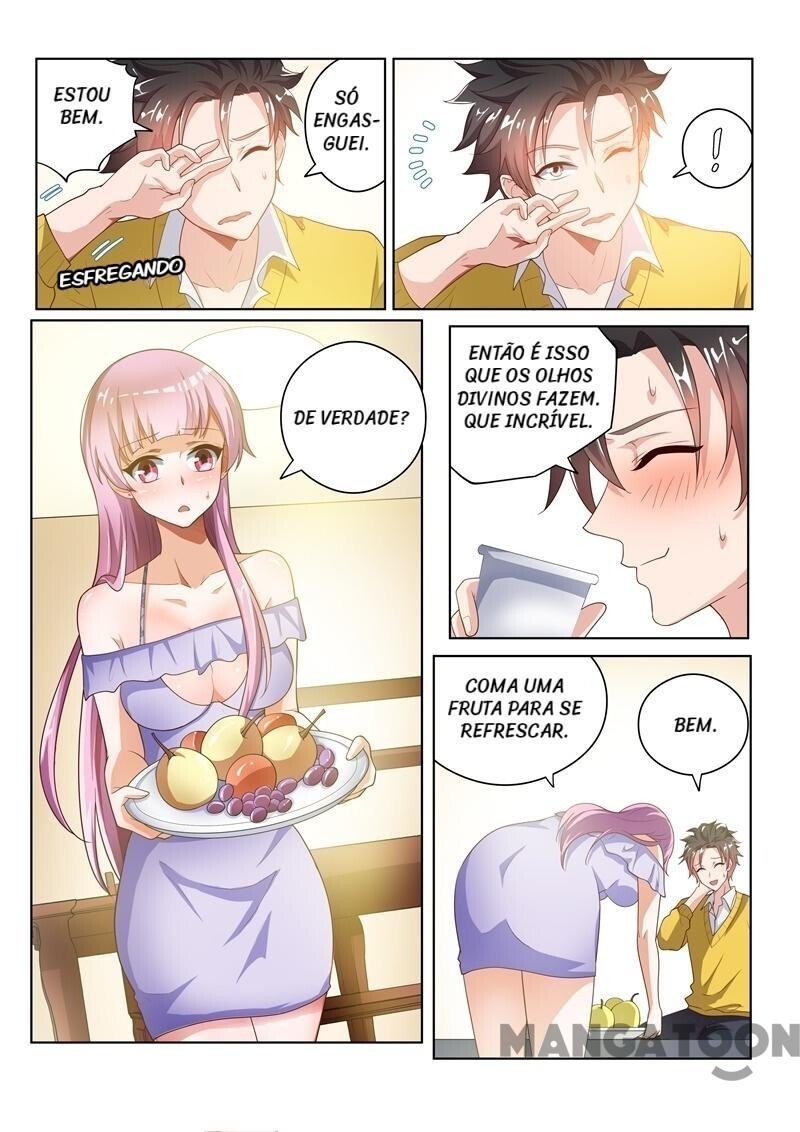 ESTOU
BEM.
SÓ
ENGAS-
GUEI.
ESFREGANDO
!
DE VERDADE?
ENTÃO É ISSO
QUE OS OLHOS
DIVINOS FAZEM.
QUE INCRÍVEL.
COMA UMA
FRUTA PARA SE
REFRESCAR.
BEM.
MANGATOON